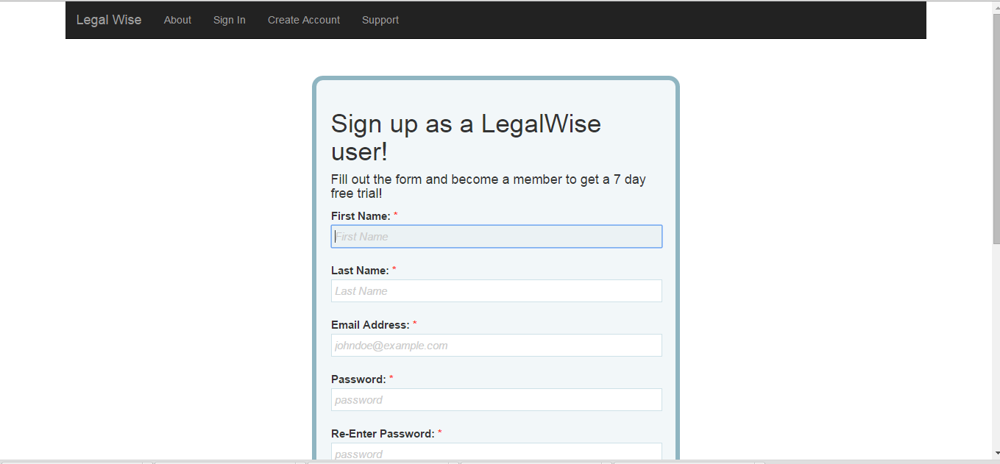 Legal Wise About Sign In Create Account Support
Sign up as a LegalWise
user!
Fill out the form and become a member to get a 7 day
free trial!
First Name: *
First Name
Last Name: *
Last Name
Email Address: *
johndoe@example.com
Password: *
password
Re-Enter Password: *
password